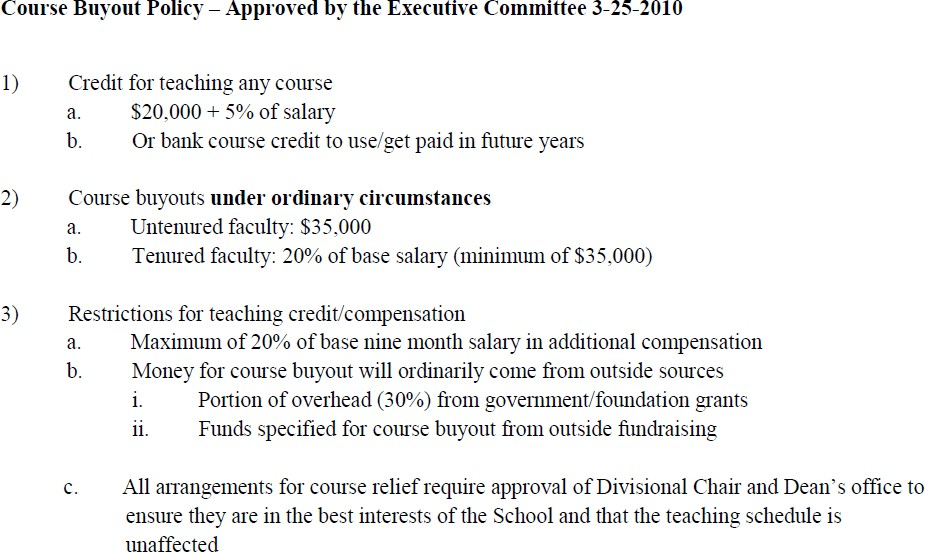 Course Buyout Policy – Approved by the Executive Committee 3-25-2010
1) Credit for teaching any course
a. $20,000 + 5% of salary
b. Or bank course credit to use/get paid in future years
2) Course buyouts under ordinary circumstances
a. Untenured faculty: $35,000
b. Tenured faculty: 20% of base salary (minimum of $35,000)
3) Restrictions for teaching credit/compensation
a. Maximum of 20% of base nine month salary in additional compensation
b. Money for course buyout will ordinarily come from outside sources
i. Portion of overhead (30%) from government/foundation grants
ii. Funds specified for course buyout from outside fundraising
c. All arrangements for course relief require approval of Divisional Chair and Dean’s office to
ensure they are in the best interests of the School and that the teaching schedule is
unaffected